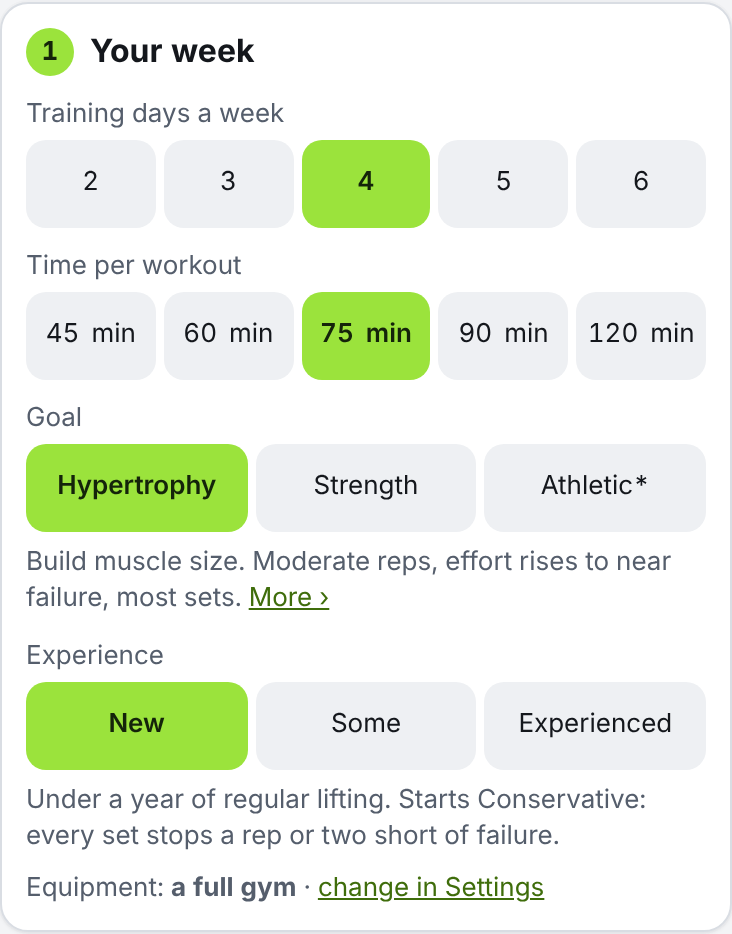 1 Your week
Training days a week
2 3 4 5 6
Time per workout
45 min 60 min 75 min 90 min 120 min
Goal
Hypertrophy Strength Athletic*
Build muscle size. Moderate reps, effort rises to near
failure, most sets. More ›
Experience
New Some Experienced
Under a year of regular lifting. Starts Conservative:
every set stops a rep or two short of failure.
Equipment: a full gym · change in Settings